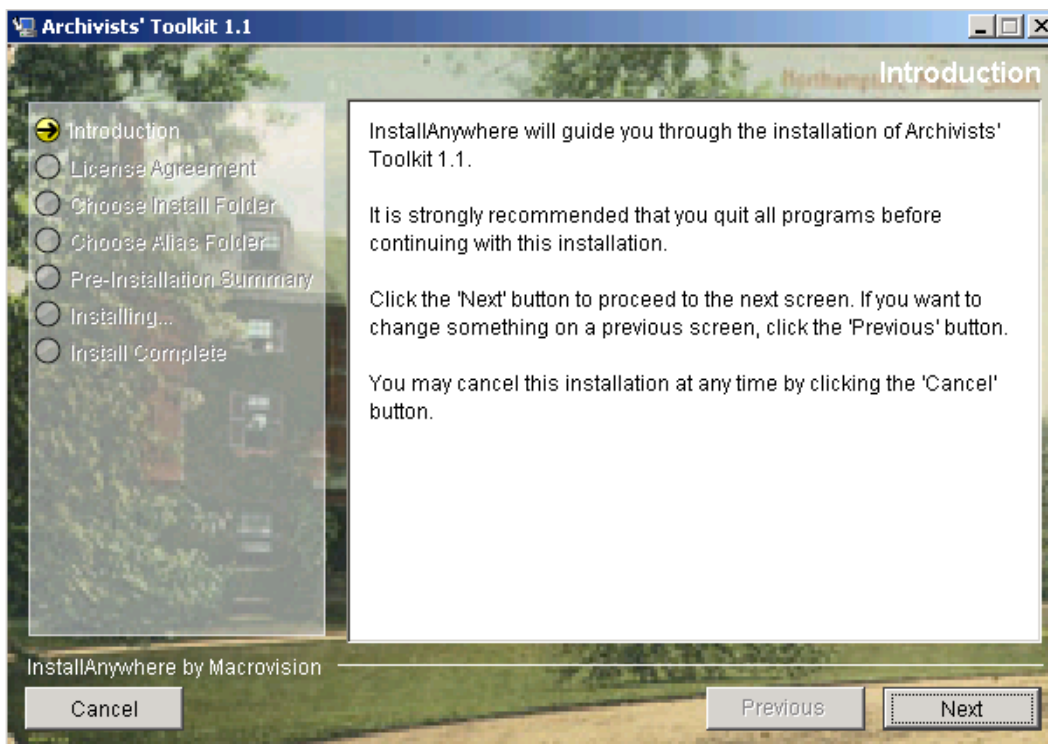 Archivists' Toolkit 1.1
Introduction
Introduction
License Agreement
Choose Install Folder
Choose Alias Folder
Pre-Installation Summary
Installing...
Install Complete
InstallAnywhere will guide you through the installation of Archivists'
Toolkit 1.1.
It is strongly recommended that you quit all programs before
continuing with this installation.
Click the 'Next' button to proceed to the next screen. If you want to
change something on a previous screen, click the 'Previous' button.
You may cancel this installation at any time by clicking the 'Cancel'
button.
InstallAnywhere by Macrovision
Cancel
Previous
Next